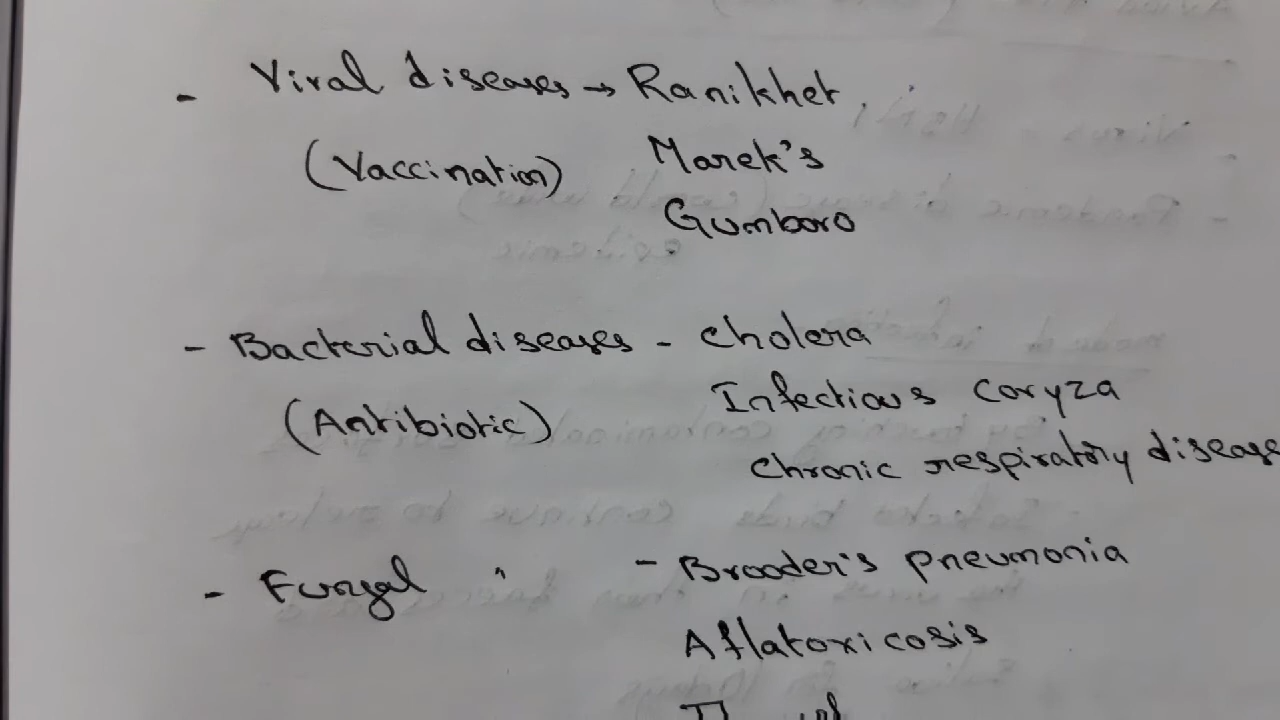 - Viral diseases → Ranikhet,
(Vaccination) Marek's
Gumboro
- Bacterial diseases - Cholera
(Antibiotic) Infectious Coryza
Chronic respiratory disease
- Fungal " - Brooder's pneumonia
Aflatoxicosis